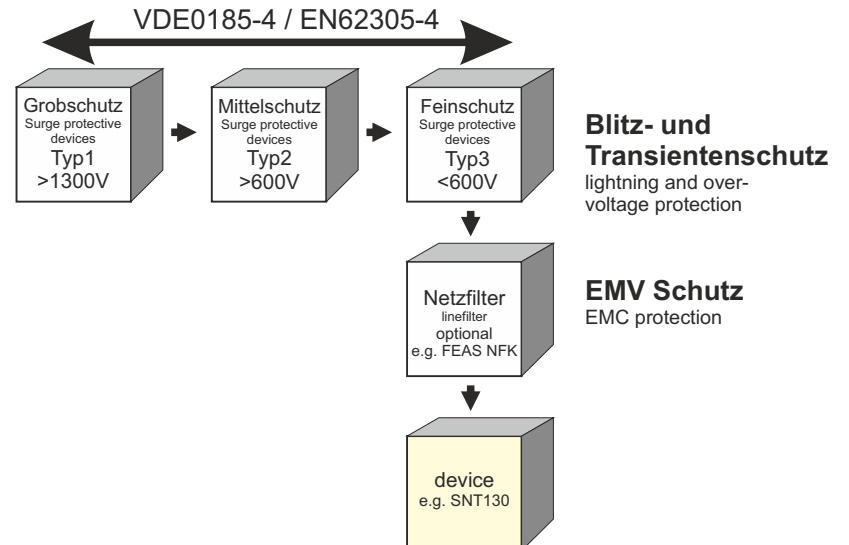 VDE0185-4 / EN62305-4
Grobschutz
Surge protective
devices
Typ1
>1300V
Mittelschutz
Surge protective
devices
Typ2
>600V
Feinschutz
Surge protective
devices
Typ3
<600V
Blitz- und
Transientenschutz
lightning and over-
voltage protection
Netzfilter
linefilter
optional
e.g. FEAS NFK
EMV Schutz
EMC protection
device
e.g. SNT130